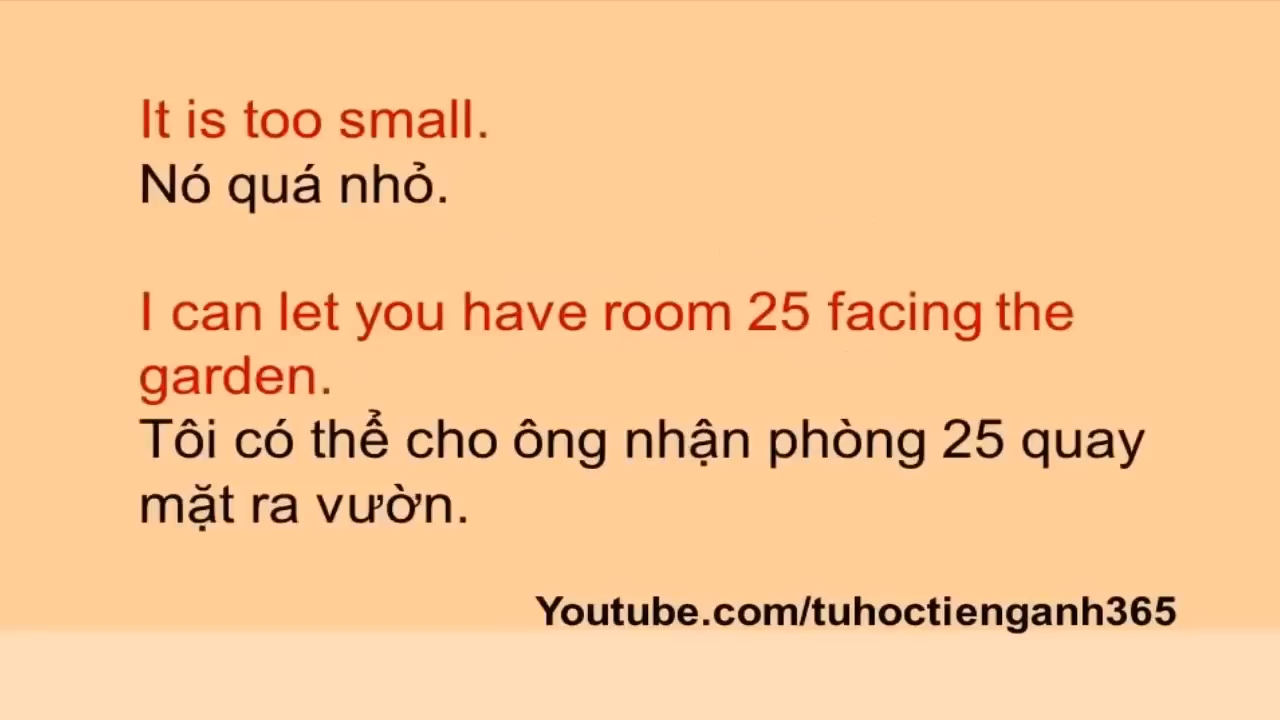 It is too small.
Nó quá nhỏ.
I can let you have room 25 facing the
garden.
Tôi có thể cho ông nhận phòng 25 quay
mặt ra vườn.
Youtube.com/tuhoctienganh365